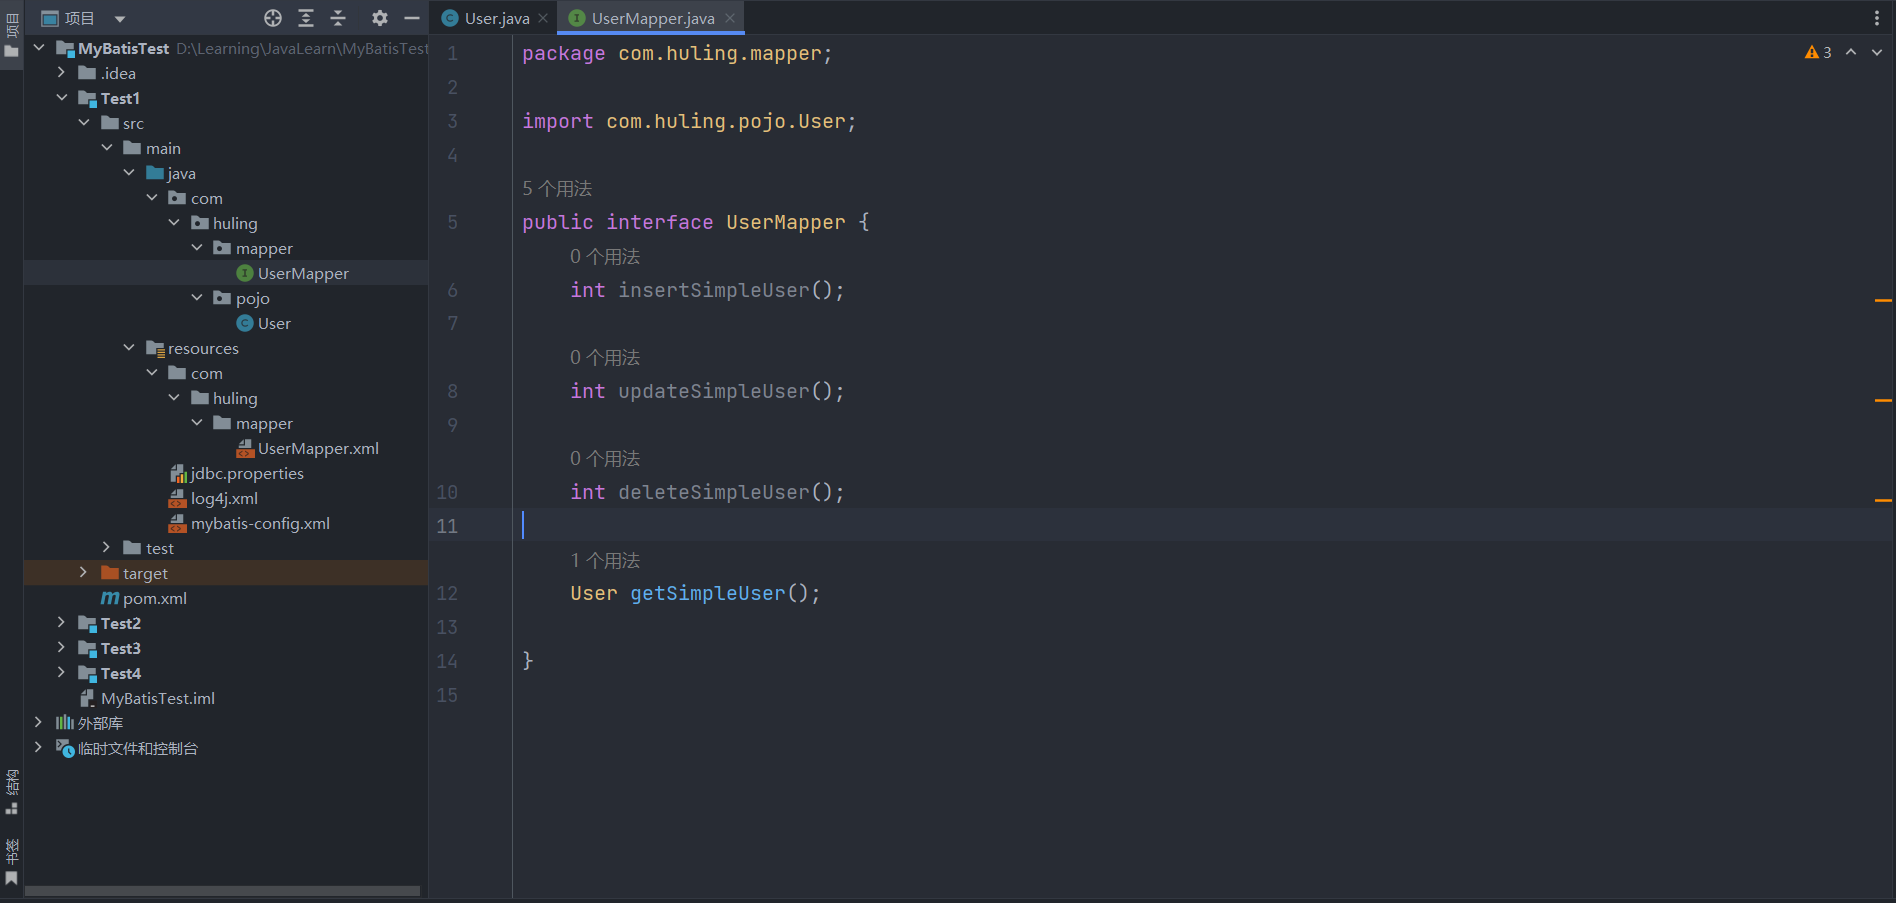 项目
User.java
UserMapper.java
项目
MyBatisTest D:\Learning\JavaLearn\MyBatisTest
.idea
Test1
src
main
java
com
huling
mapper
UserMapper
pojo
User
resources
com
huling
mapper
UserMapper.xml
jdbc.properties
log4j.xml
mybatis-config.xml
test
target
pom.xml
Test2
Test3
Test4
MyBatisTest.iml
外部库
临时文件和控制台
结构
书签
3
1 package com.huling.mapper;
2
3 import com.huling.pojo.User;
4
5 个用法
5 public interface UserMapper {
0 个用法
6 int insertSimpleUser();
7
0 个用法
8 int updateSimpleUser();
9
0 个用法
10 int deleteSimpleUser();
11
1 个用法
12 User getSimpleUser();
13
14 }
15